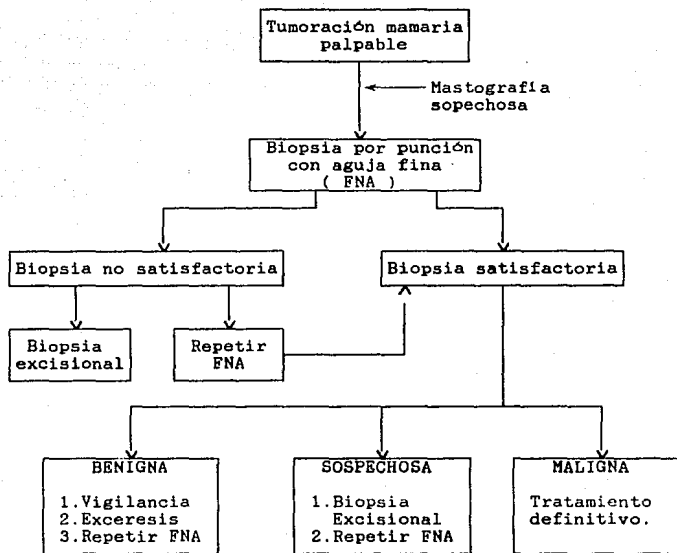 Tumoración mamaria
palpable
Mastografía
sopechosa
Biopsia por punción
con aguja fina
( FNA )
Biopsia no satisfactoria
Biopsia satisfactoria
Biopsia
excisional
Repetir
FNA
BENIGNA
1.Vigilancia
2.Exceresis
3.Repetir FNA
SOSPECHOSA
1.Biopsia
Excisional
2.Repetir FNA
MALIGNA
Tratamiento
definitivo.